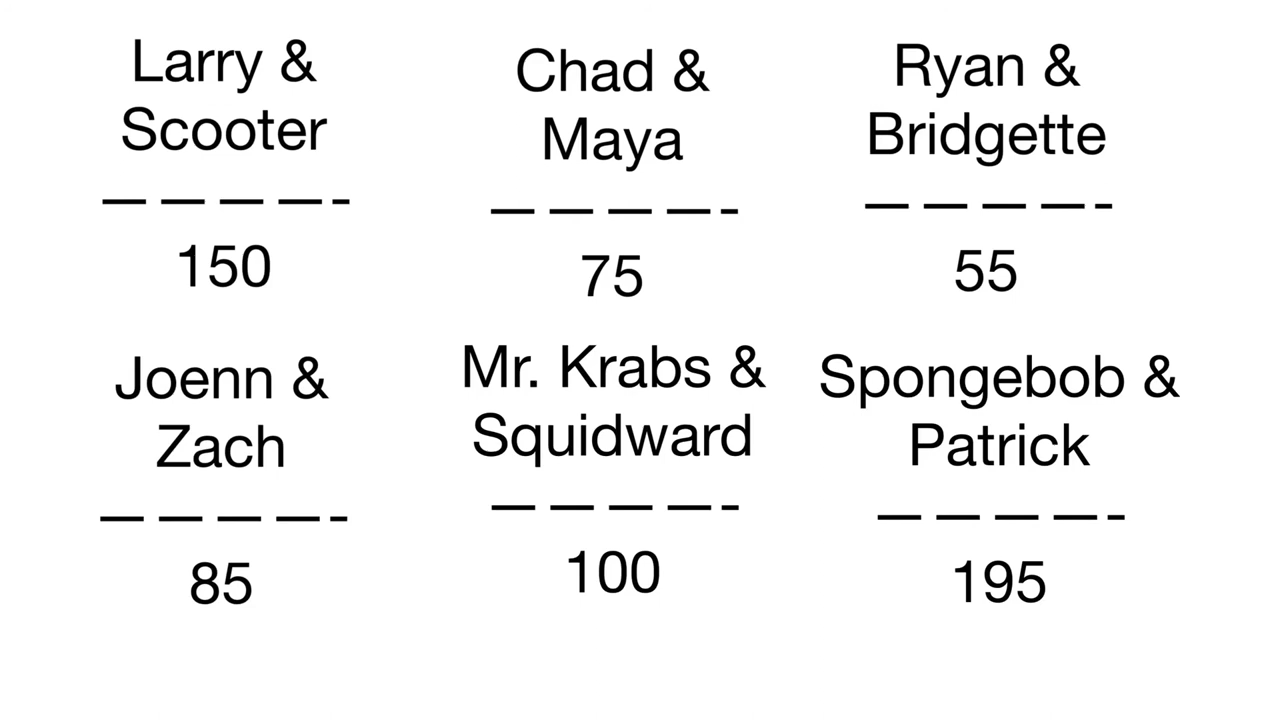 Larry &
Scooter
————-
150
Chad &
Maya
————-
75
Ryan &
Bridgette
————-
55
Joenn &
Zach
————-
85
Mr. Krabs &
Squidward
————-
100
Spongebob &
Patrick
————-
195